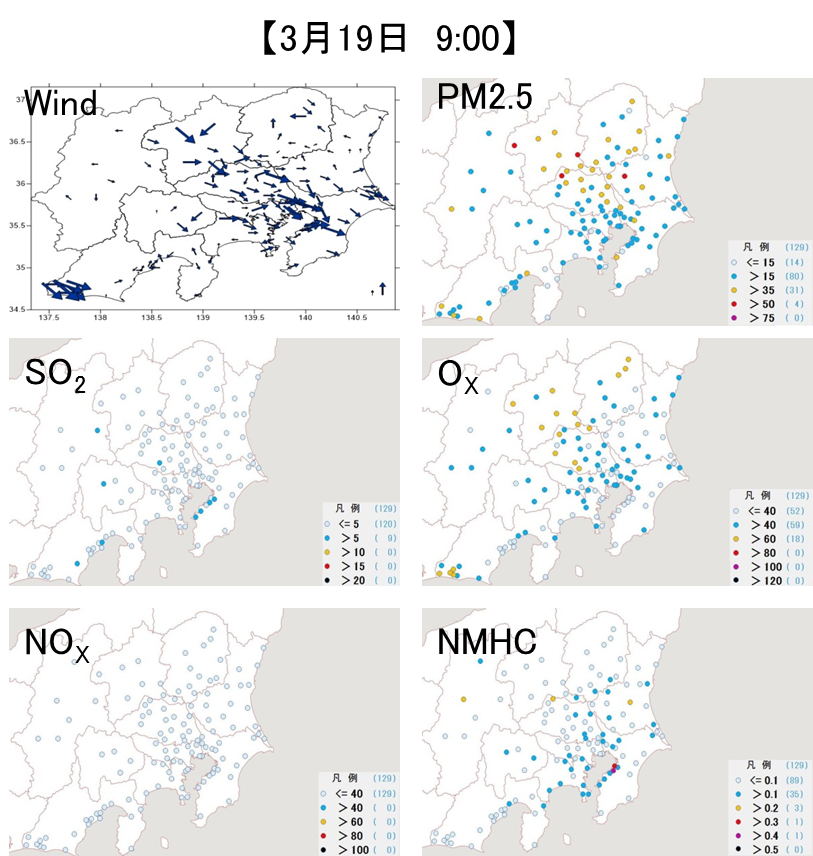 【3月19日 9:00】
Wind
37
36.5
36
35.5
35
34.5
137.5 138 138.5 139 139.5 140 140.5
PM2.5
凡 例 (129)
<= 15 (14)
> 15 (80)
> 35 (31)
> 50 ( 4)
> 75 ( 0)
SO2
凡 例 (129)
<= 5 (120)
> 5 ( 9)
> 10 ( 0)
> 15 ( 0)
> 20 ( 0)
OX
凡 例 (129)
<= 40 (52)
> 40 (59)
> 60 (18)
> 80 ( 0)
> 100 ( 0)
> 120 ( 0)
NOX
凡 例 (129)
<= 40 (129)
> 40 ( 0)
> 60 ( 0)
> 80 ( 0)
> 100 ( 0)
NMHC
凡 例 (129)
<= 0.1 (89)
> 0.1 (35)
> 0.2 ( 3)
> 0.3 ( 1)
> 0.4 ( 1)
> 0.5 ( 0)